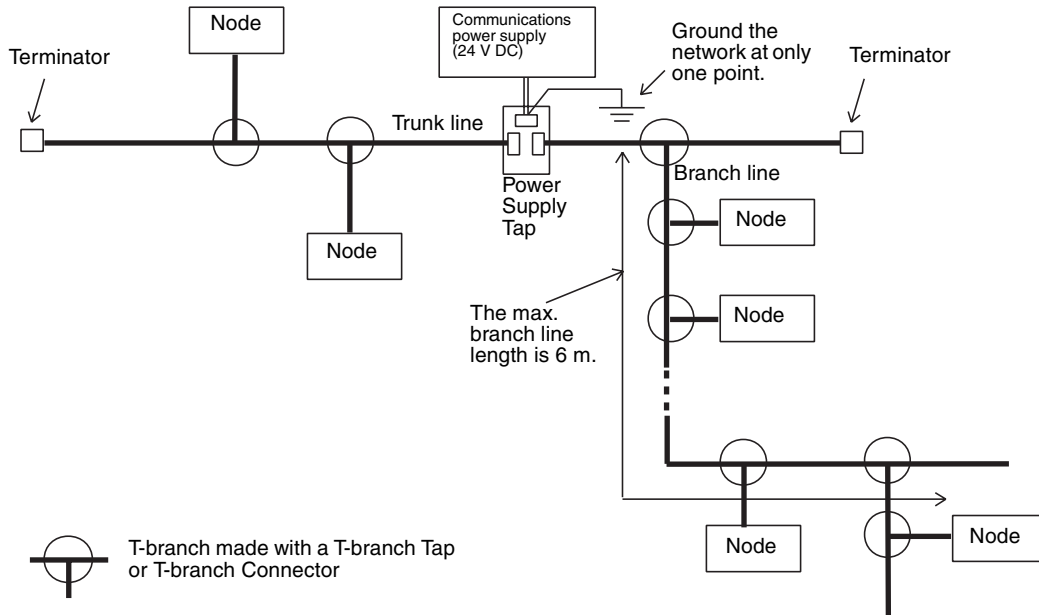 Node
Communications
power supply
(24 V DC)
Ground the
network at only
one point.
Terminator
Terminator
Trunk line
Power
Supply
Tap
Branch line
Node
Node
Node
The max.
branch line
length is 6 m.
Node
Node
T-branch made with a T-branch Tap
or T-branch Connector